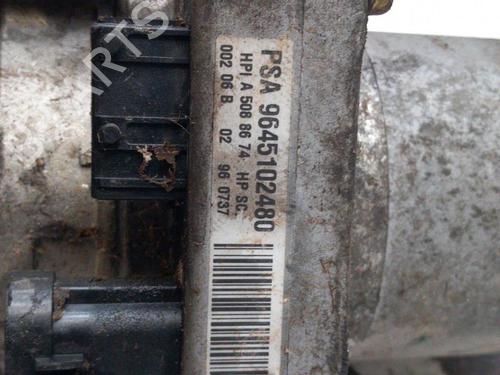 PSA 9645102480
HPI A 508 86 74 HP SC.
002 06 B 02 96 0737